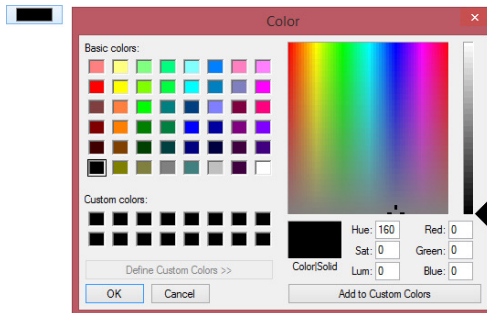 Color
Basic colors:
Custom colors:
Define Custom Colors >>
OK Cancel
Color|Solid
Hue: 160 Red: 0
Sat: 0 Green: 0
Lum: 0 Blue: 0
Add to Custom Colors